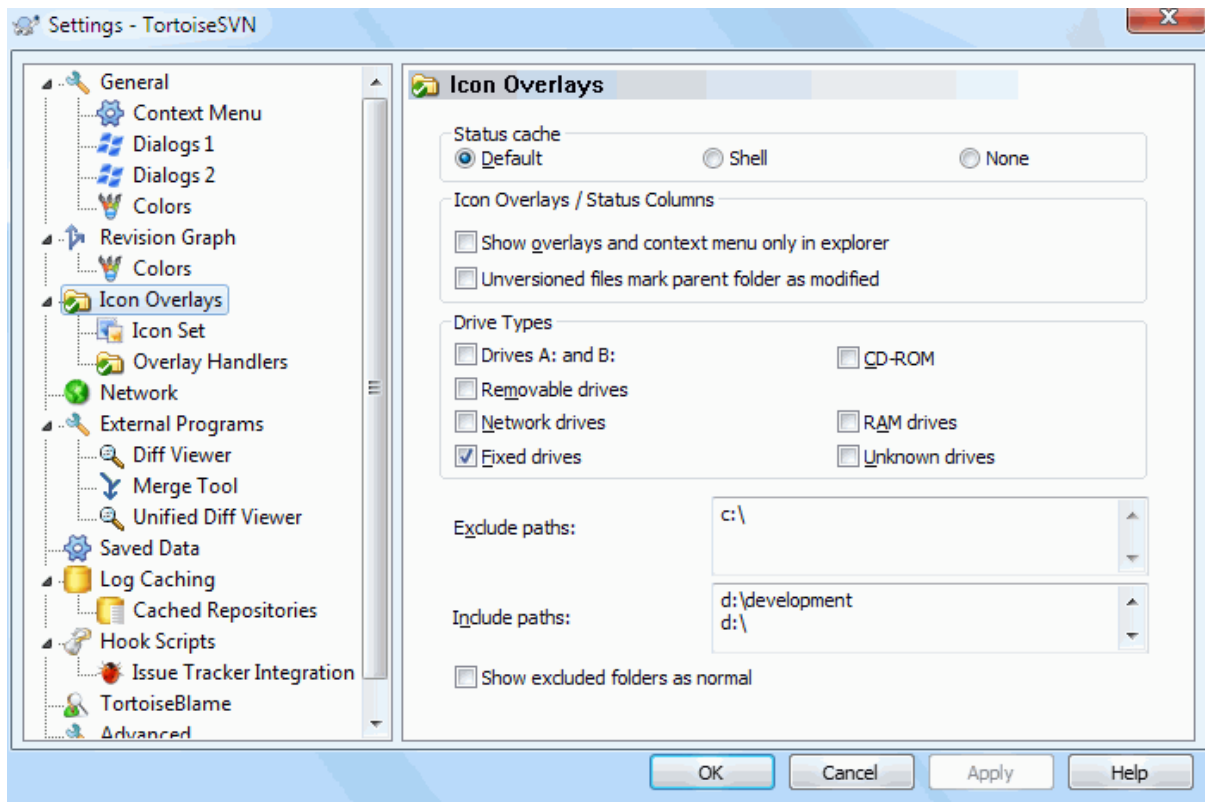 Settings - TortoiseSVN
General
Context Menu
Dialogs 1
Dialogs 2
Colors
Revision Graph
Colors
Icon Overlays
Icon Set
Overlay Handlers
Network
External Programs
Diff Viewer
Merge Tool
Unified Diff Viewer
Saved Data
Log Caching
Cached Repositories
Hook Scripts
Issue Tracker Integration
TortoiseBlame
Advanced
Icon Overlays
Status cache
Default Shell None
Icon Overlays / Status Columns
Show overlays and context menu only in explorer
Unversioned files mark parent folder as modified
Drive Types
Drives A: and B: CD-ROM
Removable drives
Network drives RAM drives
Fixed drives Unknown drives
Exclude paths: c:\
Include paths: d:\development
d:\
Show excluded folders as normal
OK Cancel Apply Help